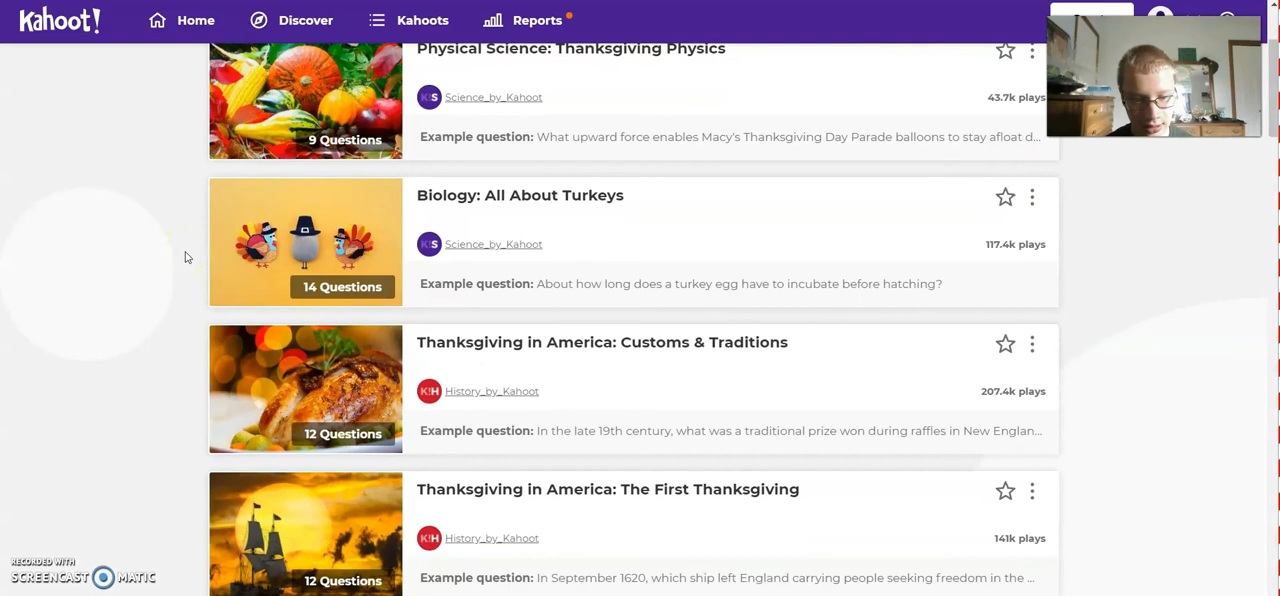 Kahoot!
Home
Discover
Kahoots
Reports
Physical Science: Thanksgiving Physics
K!S Science_by_Kahoot
43.7k plays
9 Questions
Example question: What upward force enables Macy's Thanksgiving Day Parade balloons to stay afloat d...
Biology: All About Turkeys
K!S Science_by_Kahoot
117.4k plays
14 Questions
Example question: About how long does a turkey egg have to incubate before hatching?
Thanksgiving in America: Customs & Traditions
K!H History_by_Kahoot
207.4k plays
12 Questions
Example question: In the late 19th century, what was a traditional prize won during raffles in New Englan...
Thanksgiving in America: The First Thanksgiving
K!H History_by_Kahoot
141k plays
12 Questions
Example question: In September 1620, which ship left England carrying people seeking freedom in the ...
RECORDED WITH
SCREENCAST MATIC